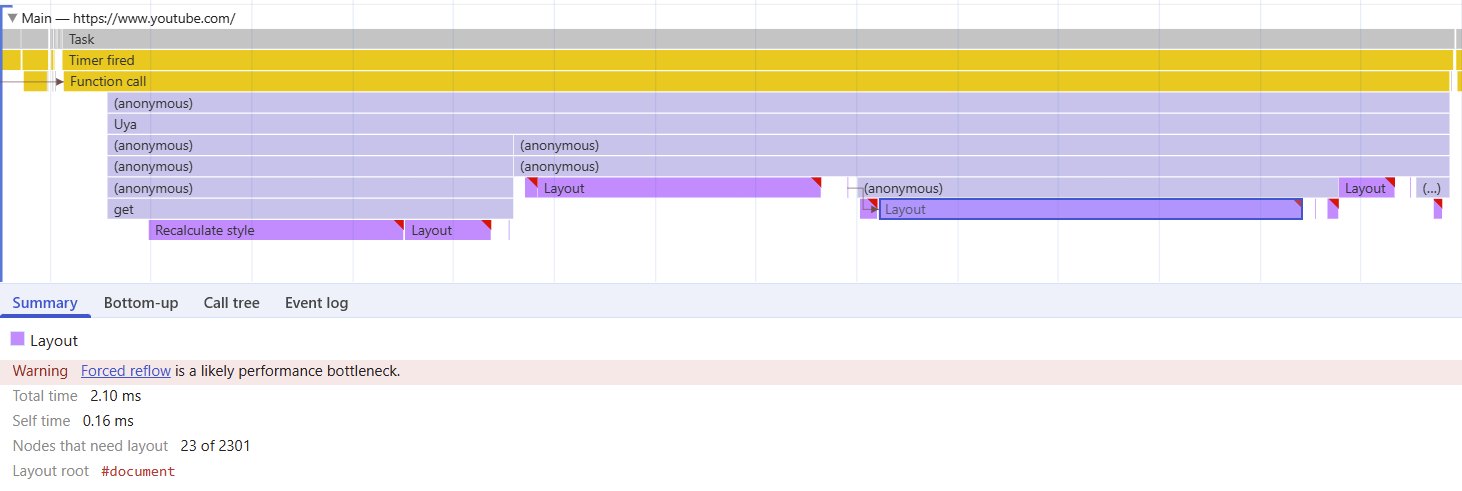 Main — https://www.youtube.com/
Task
Timer fired
Function call
(anonymous)
Uya
(anonymous) (anonymous)
(anonymous) (anonymous)
(anonymous) Layout (anonymous) Layout (...)
get Layout
Recalculate style Layout
Summary Bottom-up Call tree Event log
Layout
Warning Forced reflow is a likely performance bottleneck.
Total time 2.10 ms
Self time 0.16 ms
Nodes that need layout 23 of 2301
Layout root #document